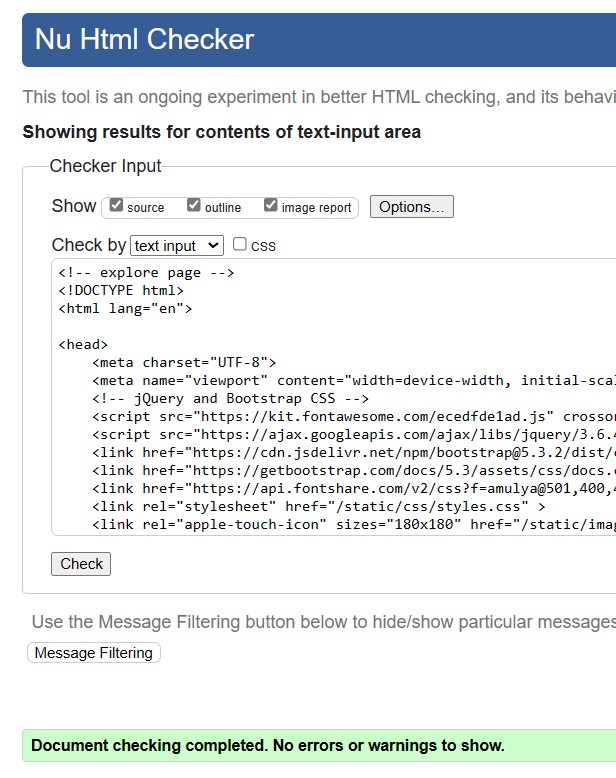 Nu Html Checker
This tool is an ongoing experiment in better HTML checking, and its behavi
Showing results for contents of text-input area
Checker Input
Show source outline image report Options...
Check by text input css
<!-- explore page -->
<!DOCTYPE html>
<html lang="en">
<head>
<meta charset="UTF-8">
<meta name="viewport" content="width=device-width, initial-scal
<!-- jQuery and Bootstrap CSS -->
<script src="https://kit.fontawesome.com/ecedfde1ad.js" crossor
<script src="https://ajax.googleapis.com/ajax/libs/jquery/3.6.4
<link href="https://cdn.jsdelivr.net/npm/bootstrap@5.3.2/dist/c
<link href="https://getbootstrap.com/docs/5.3/assets/css/docs.c
<link href="https://api.fontshare.com/v2/css?f=amulya@501,400,4
<link rel="stylesheet" href="/static/css/styles.css" >
<link rel="apple-touch-icon" sizes="180x180" href="/static/imag
Check
Use the Message Filtering button below to hide/show particular messages
Message Filtering
Document checking completed. No errors or warnings to show.